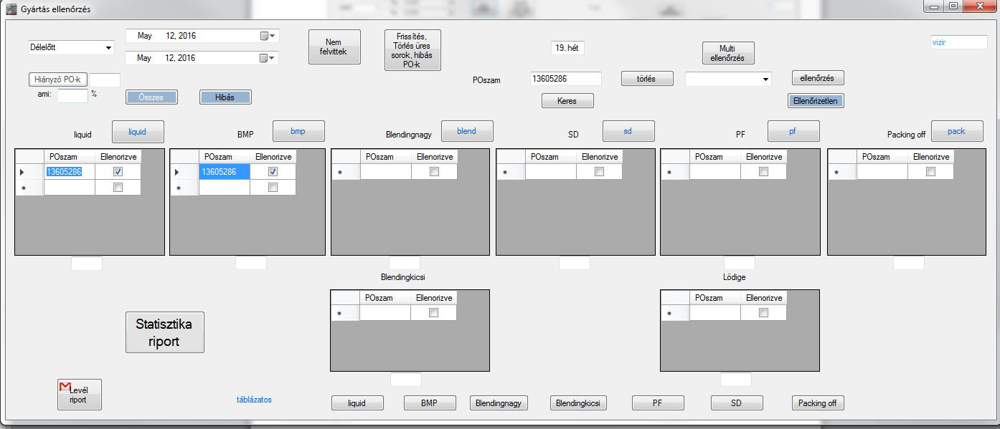 Gyártás ellenőrzés
Délelőtt
May 12, 2016
May 12, 2016
Nem
felvittek
Frissítés,
Törlés üres
sorok, hibás
PO-k
19. hét
Multi
ellenőrzés
vizir
Hiányzó PO-k
ami:
%
Összes
Hibás
POszam
13605286
törlés
ellenőrzés
Keres
Ellenőrizetlen
liquid
liquid
BMP
bmp
Blendingnagy
blend
SD
sd
PF
pf
Packing off
pack
POszam Ellenorizve
13605286
POszam Ellenorizve
13605286
POszam Ellenorizve
POszam Ellenorizve
POszam Ellenorizve
POszam Ellenorizve
Blendingkicsi
Lödige
POszam Ellenorizve
POszam Ellenorizve
Statisztika
riport
Levél
riport
táblázatos
liquid
BMP
Blendingnagy
Blendingkicsi
PF
SD
Packing off